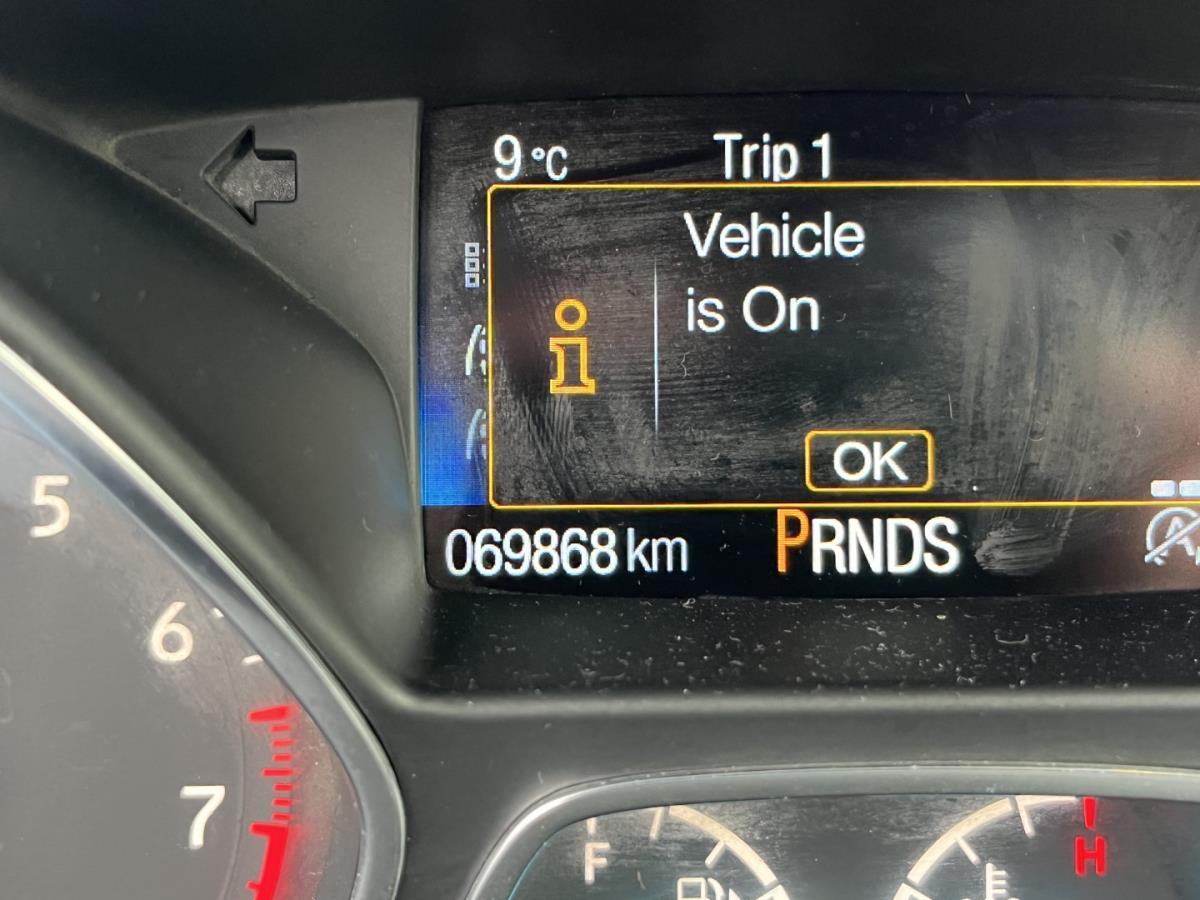 9 °C Trip 1
Vehicle
is On
i
OK
069868 km PRNDS
A
5
6
7
F
H